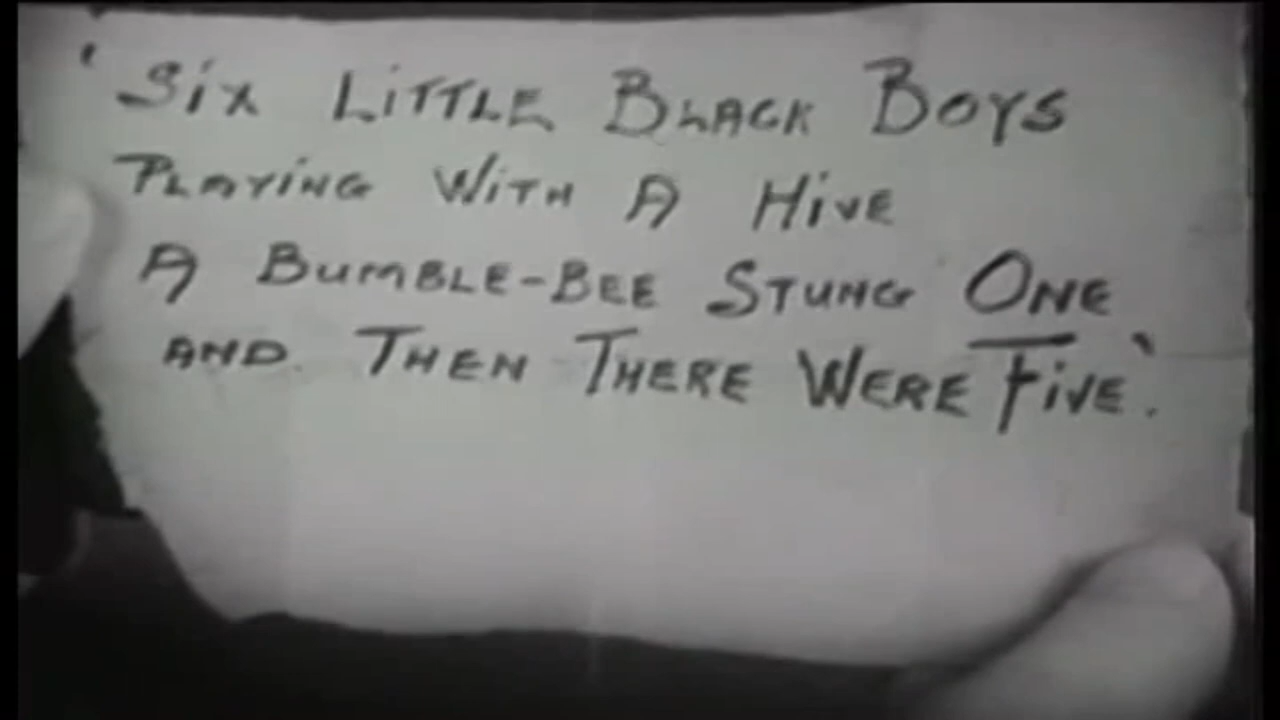 'Six Little Black Boys
Playing With A Hive
A Bumble-Bee Stung One
And Then There Were Five'.